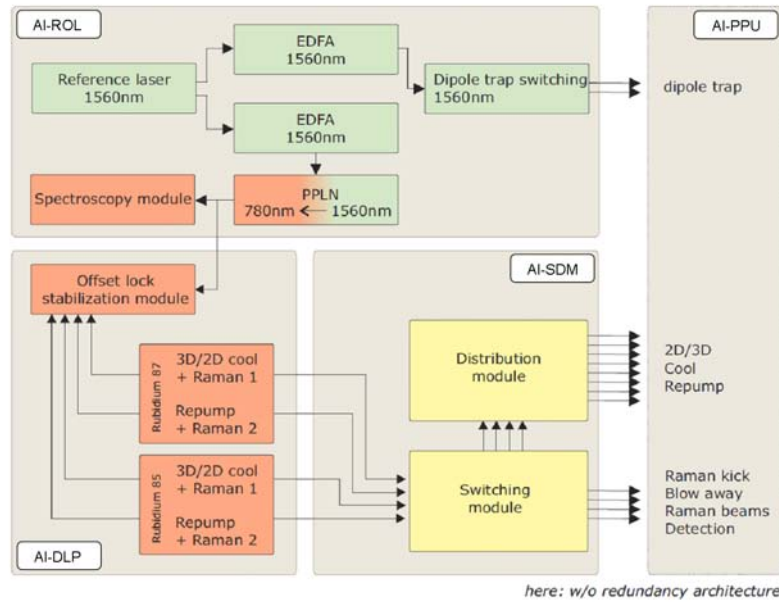 AI-ROL
AI-PPU
EDFA
1560nm
Reference laser
1560nm
Dipole trap switching
1560nm
dipole trap
EDFA
1560nm
Spectroscopy module
PPLN
780nm ← 1560nm
AI-SDM
Offset lock
stabilization module
Rubidium 87
3D/2D cool
+ Raman 1
Repump
+ Raman 2
Distribution
module
2D/3D
Cool
Repump
Rubidium 85
3D/2D cool
+ Raman 1
Repump
+ Raman 2
Switching
module
Raman kick
Blow away
Raman beams
Detection
AI-DLP
here: w/o redundancy architecture